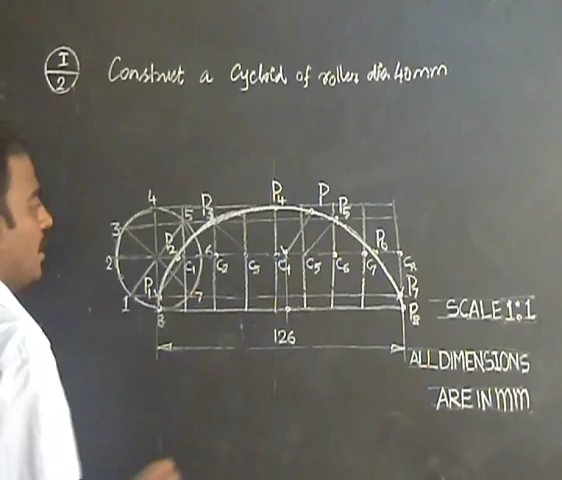 I
2
Construct a Cycloid of roller dia 40mm
4
P3
P4
P
5
P5
3
P2
6
P6
2
C1
C2
C3
C4
C5
C6
C7
C8
1
P1
7
P7
8
P8
SCALE 1:1
126
ALL DIMENSIONS
ARE IN mm